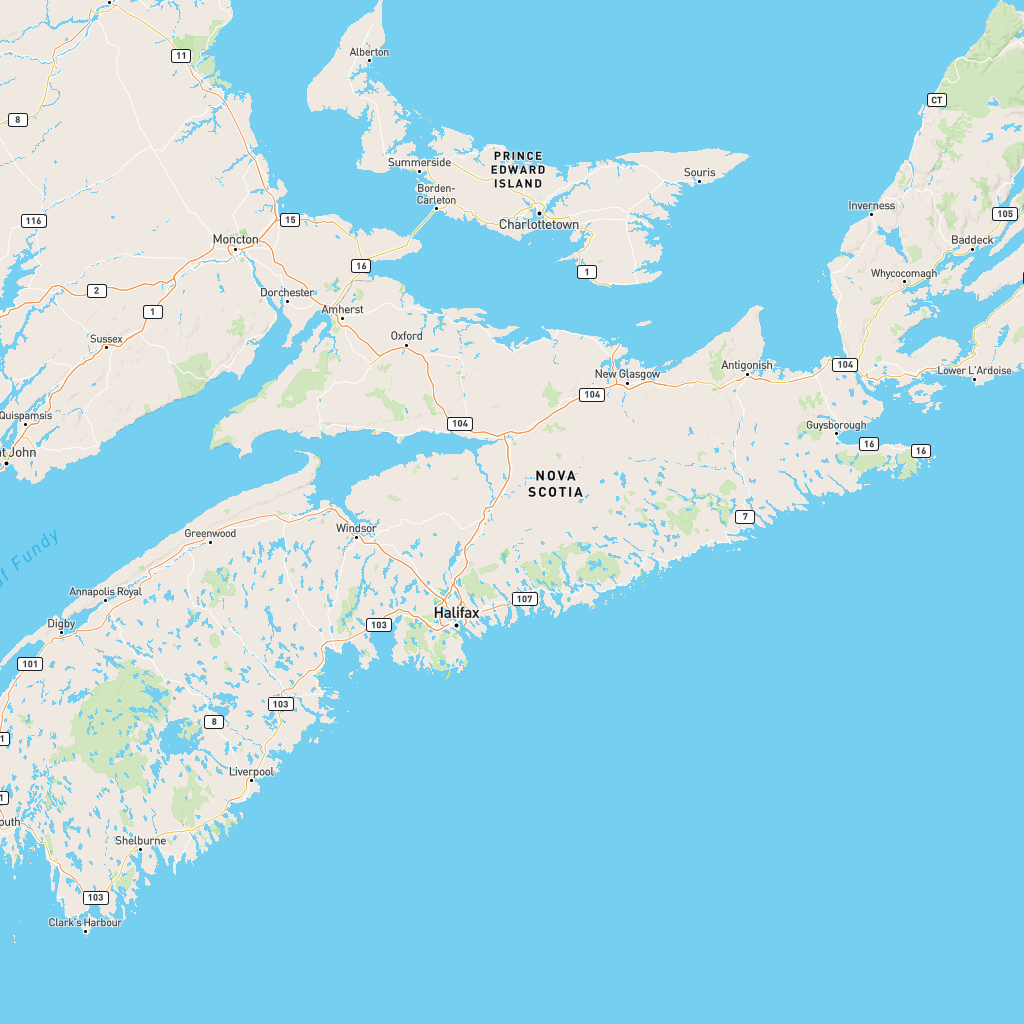 Alberton
11
CT
8
PRINCE
EDWARD
ISLAND
Summerside
Souris
Borden-
Carleton
Inverness
105
116
15
Charlottetown
Moncton
Baddeck
16
1
Whycocomagh
2
Dorchester
1
Amherst
Sussex
Oxford
104
Antigonish
Lower L'Ardoise
New Glasgow
104
Quispamsis
104
Guysborough
16
16
nt John
NOVA
SCOTIA
7
Windsor
Greenwood
of Fundy
Annapolis Royal
107
Halifax
Digby
103
101
103
8
1
Liverpool
1
outh
Shelburne
103
Clark's Harbour